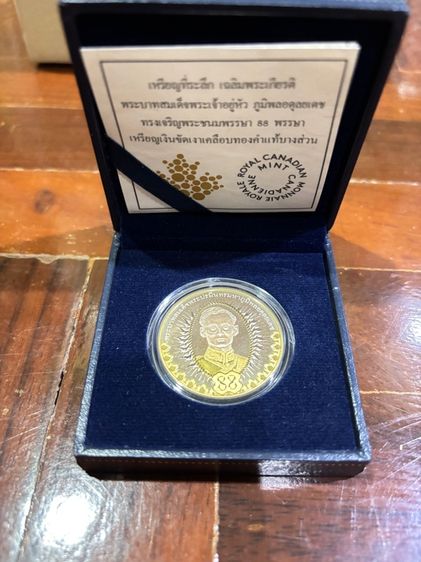 เหรียญที่ระลึก เฉลิมพระเกียรติ
พระบาทสมเด็จพระเจ้าอยู่หัว ภูมิพลอดุลยเดช
ทรงเจริญพระชนมพรรษา 88 พรรษา
เหรียญเงินขัดเงาเคลือบทองคำแท้บางส่วน
ROYAL CANADIAN MINT
MONNAIE ROYALE CANADIENNE
88